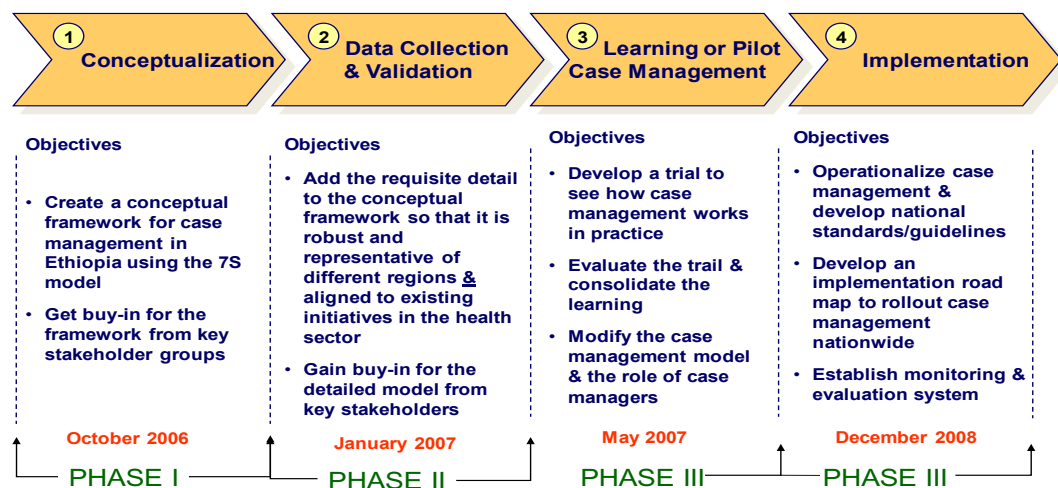 1
Conceptualization
2
Data Collection
& Validation
3
Learning or Pilot
Case Management
4
Implementation
Objectives
• Create a conceptual
framework for case
management in
Ethiopia using the 7S
model
• Get buy-in for the
framework from key
stakeholder groups
October 2006
PHASE I
Objectives
• Add the requisite detail
to the conceptual
framework so that it is
robust and
representative of
different regions &
aligned to existing
initiatives in the health
sector
• Gain buy-in for the
detailed model from
key stakeholders
January 2007
PHASE II
Objectives
• Develop a trial to
see how case
management works
in practice
• Evaluate the trail &
consolidate the
learning
• Modify the case
management model
& the role of case
managers
May 2007
PHASE III
Objectives
• Operationalize case
management &
develop national
standards/guidelines
• Develop an
implementation road
map to rollout case
management
nationwide
• Establish monitoring &
evaluation system
December 2008
PHASE III